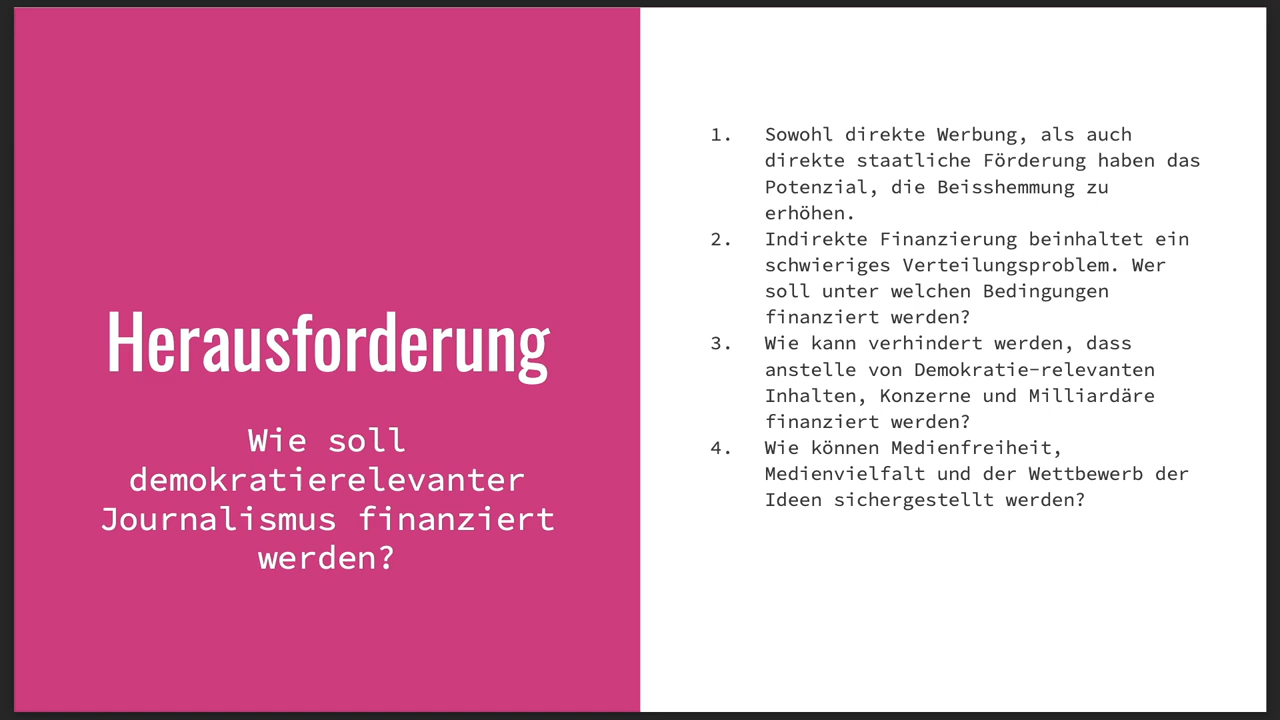 Herausforderung
Wie soll
demokratierelevanter
Journalismus finanziert
werden?
1. Sowohl direkte Werbung, als auch
direkte staatliche Förderung haben das
Potenzial, die Beisshemmung zu
erhöhen.
2. Indirekte Finanzierung beinhaltet ein
schwieriges Verteilungsproblem. Wer
soll unter welchen Bedingungen
finanziert werden?
3. Wie kann verhindert werden, dass
anstelle von Demokratie-relevanten
Inhalten, Konzerne und Milliardäre
finanziert werden?
4. Wie können Medienfreiheit,
Medienvielfalt und der Wettbewerb der
Ideen sichergestellt werden?